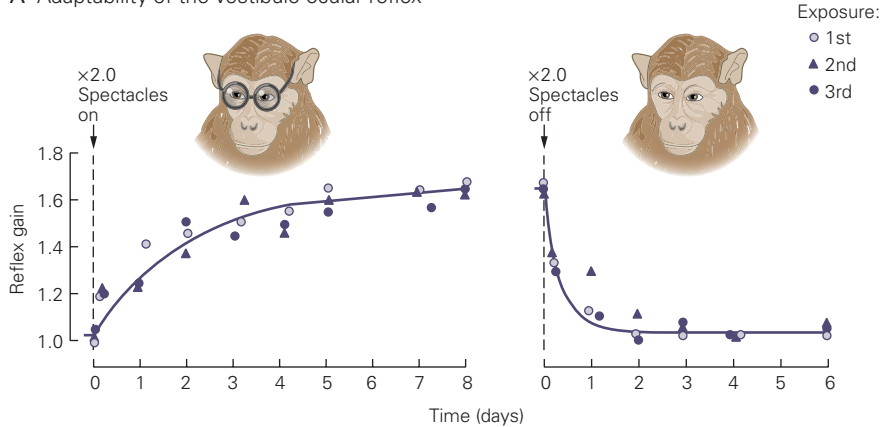 A Adaptability of the vestibulo-ocular reflex
Exposure:
1st
2nd
3rd
×2.0
Spectacles
on
×2.0
Spectacles
off
Reflex gain
1.8
1.6
1.4
1.2
1.0
0 1 2 3 4 5 6 7 8
0 1 2 3 4 5 6
Time (days)